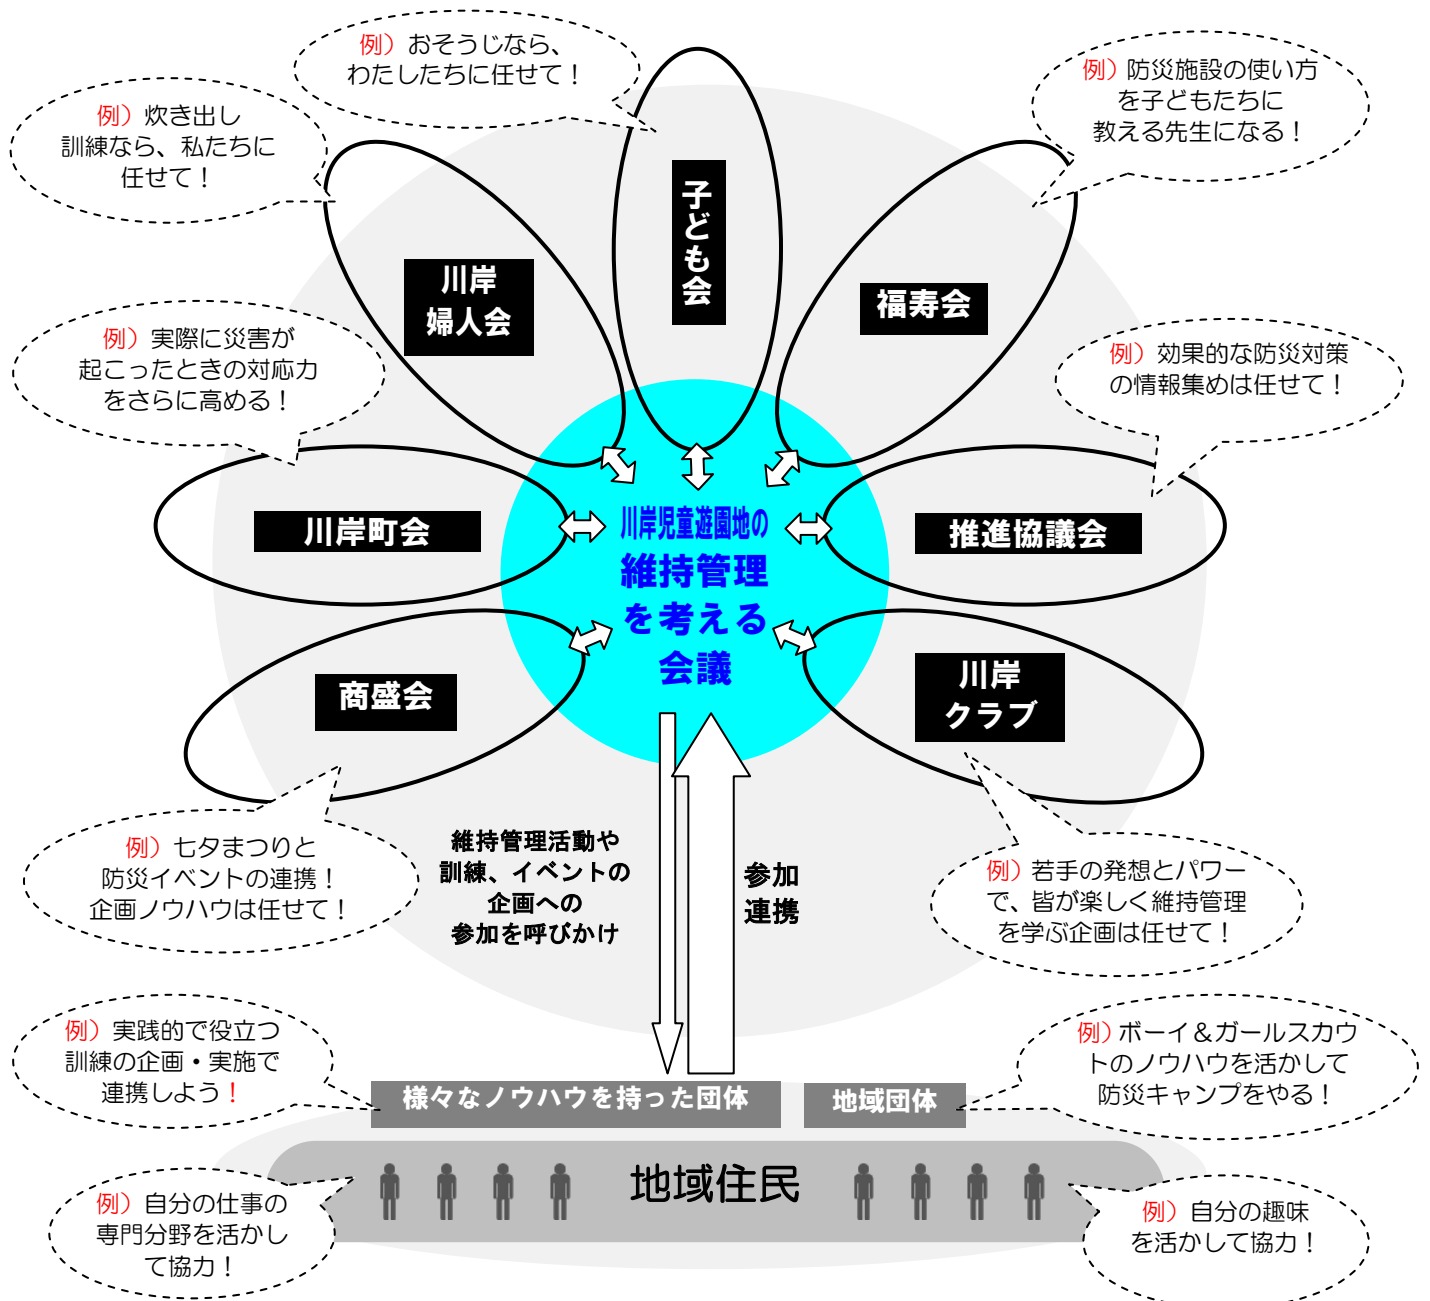 例）おそうじなら、
わたしたちに任せて！
例）炊き出し
訓練なら、私たちに
任せて！
例）防災施設の使い方
を子どもたちに
教える先生になる！
子ども会
川岸
婦人会
福寿会
例）実際に災害が
起こったときの対応力
をさらに高める！
例）効果的な防災対策
の情報集めは任せて！
川岸町会
推進協議会
川岸児童遊園地の
維持管理
を考える
会議
商盛会
川岸
クラブ
例）七夕まつりと
防災イベントの連携！
企画ノウハウは任せて！
維持管理活動や
訓練、イベントの
企画への
参加を呼びかけ
参加
連携
例）若手の発想とパワー
で、皆が楽しく維持管理
を学ぶ企画は任せて！
例）実践的で役立つ
訓練の企画・実施で
連携しよう！
例）ボーイ＆ガールスカウ
トのノウハウを活かして
防災キャンプをやる！
様々なノウハウを持った団体
地域団体
地域住民
例）自分の仕事の
専門分野を活かし
て協力！
例）自分の趣味
を活かして協力！